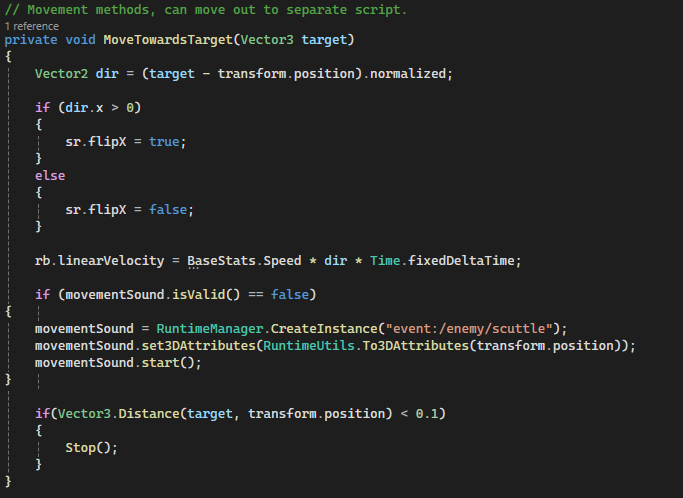 // Movement methods, can move out to separate script.
1 reference
private void MoveTowardsTarget(Vector3 target)
{
    Vector2 dir = (target - transform.position).normalized;

    if (dir.x > 0)
    {
        sr.flipX = true;
    }
    else
    {
        sr.flipX = false;
    }

    rb.linearVelocity = BaseStats.Speed * dir * Time.fixedDeltaTime;

    if (movementSound.isValid() == false)
{
    movementSound = RuntimeManager.CreateInstance("event:/enemy/scuttle");
    movementSound.set3DAttributes(RuntimeUtils.To3DAttributes(transform.position));
    movementSound.start();
}

    if(Vector3.Distance(target, transform.position) < 0.1)
    {
        Stop();
    }
}